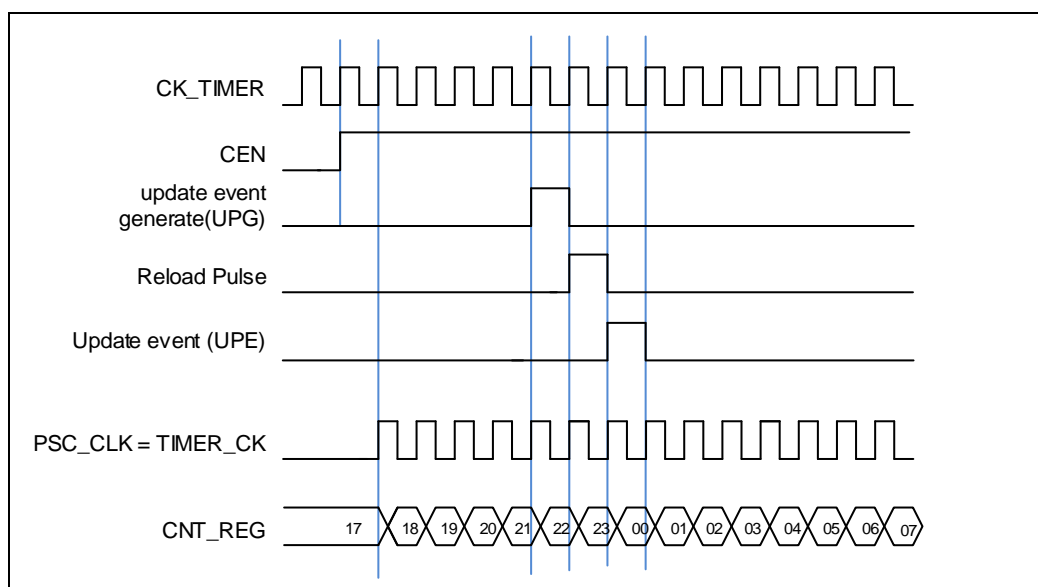 CK_TIMER
CEN
update event
generate(UPG)
Reload Pulse
Update event (UPE)
PSC_CLK = TIMER_CK
CNT_REG 17 18 19 20 21 22 23 00 01 02 03 04 05 06 07